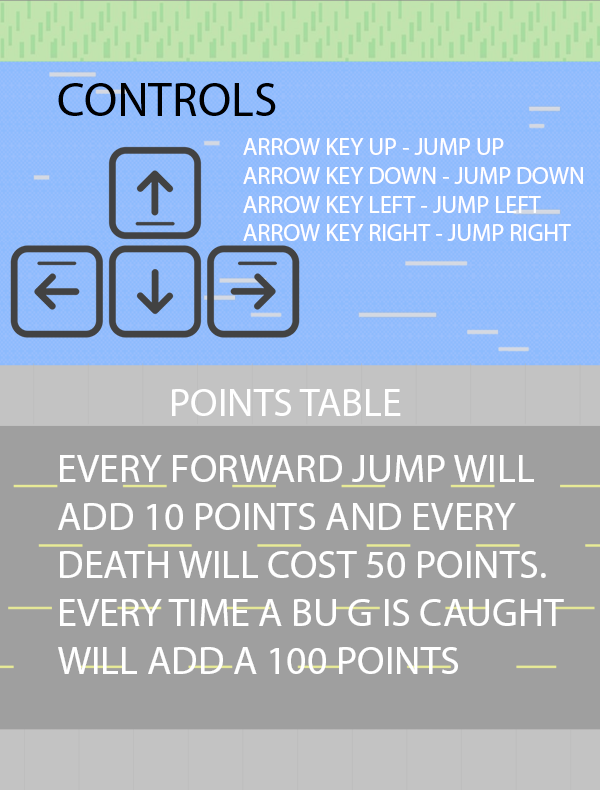 CONTROLS
ARROW KEY UP - JUMP UP
ARROW KEY DOWN - JUMP DOWN
ARROW KEY LEFT - JUMP LEFT
ARROW KEY RIGHT - JUMP RIGHT
POINTS TABLE
EVERY FORWARD JUMP WILL
ADD 10 POINTS AND EVERY
DEATH WILL COST 50 POINTS.
EVERY TIME A BU G IS CAUGHT
WILL ADD A 100 POINTS